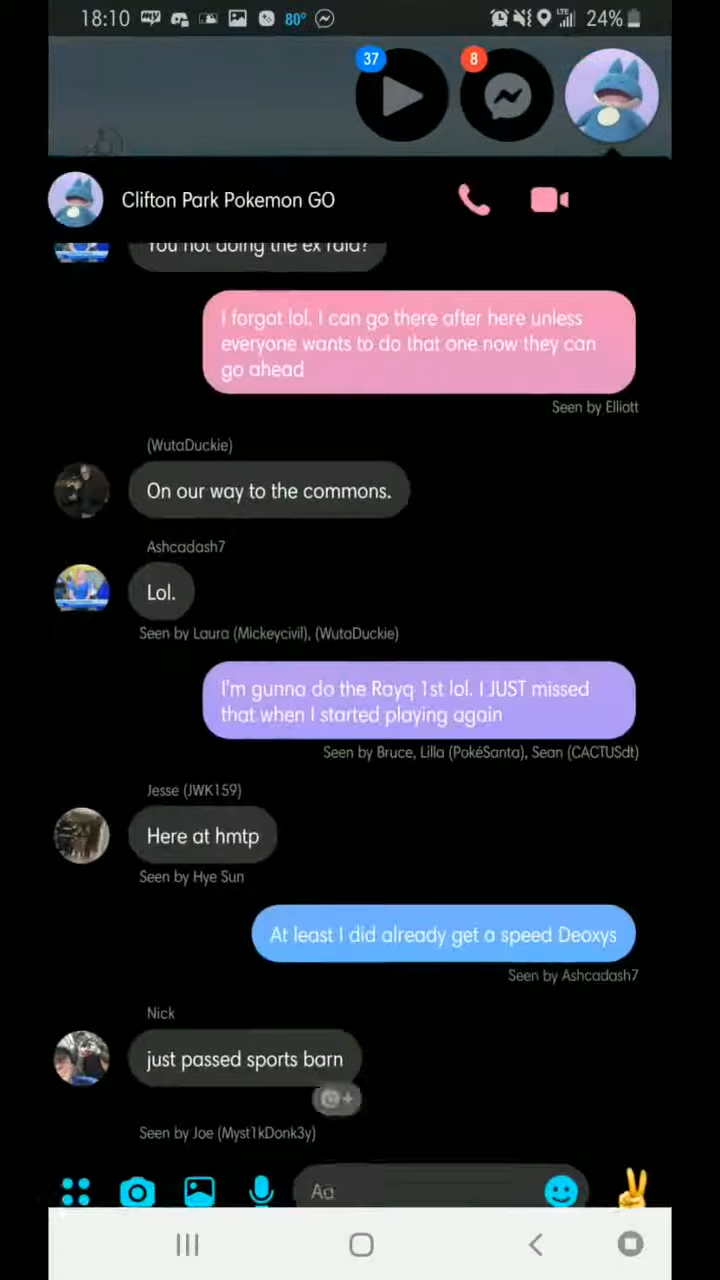 18:10
80°
LTE
24%
37
8
Clifton Park Pokemon GO
You not doing the ex raid?
I forgot lol. I can go there after here unless
everyone wants to do that one now they can
go ahead
Seen by Elliott
(WutaDuckie)
On our way to the commons.
Ashcadash7
Lol.
Seen by Laura (Mickeycivil), (WutaDuckie)
I'm gunna do the Rayq 1st lol. I JUST missed
that when I started playing again
Seen by Bruce, Lilla (PokéSanta), Sean (CACTUSdt)
Jesse (JWK159)
Here at hmtp
Seen by Hye Sun
At least I did already get a speed Deoxys
Seen by Ashcadash7
Nick
just passed sports barn
Seen by Joe (Myst1kDonk3y)
Aa